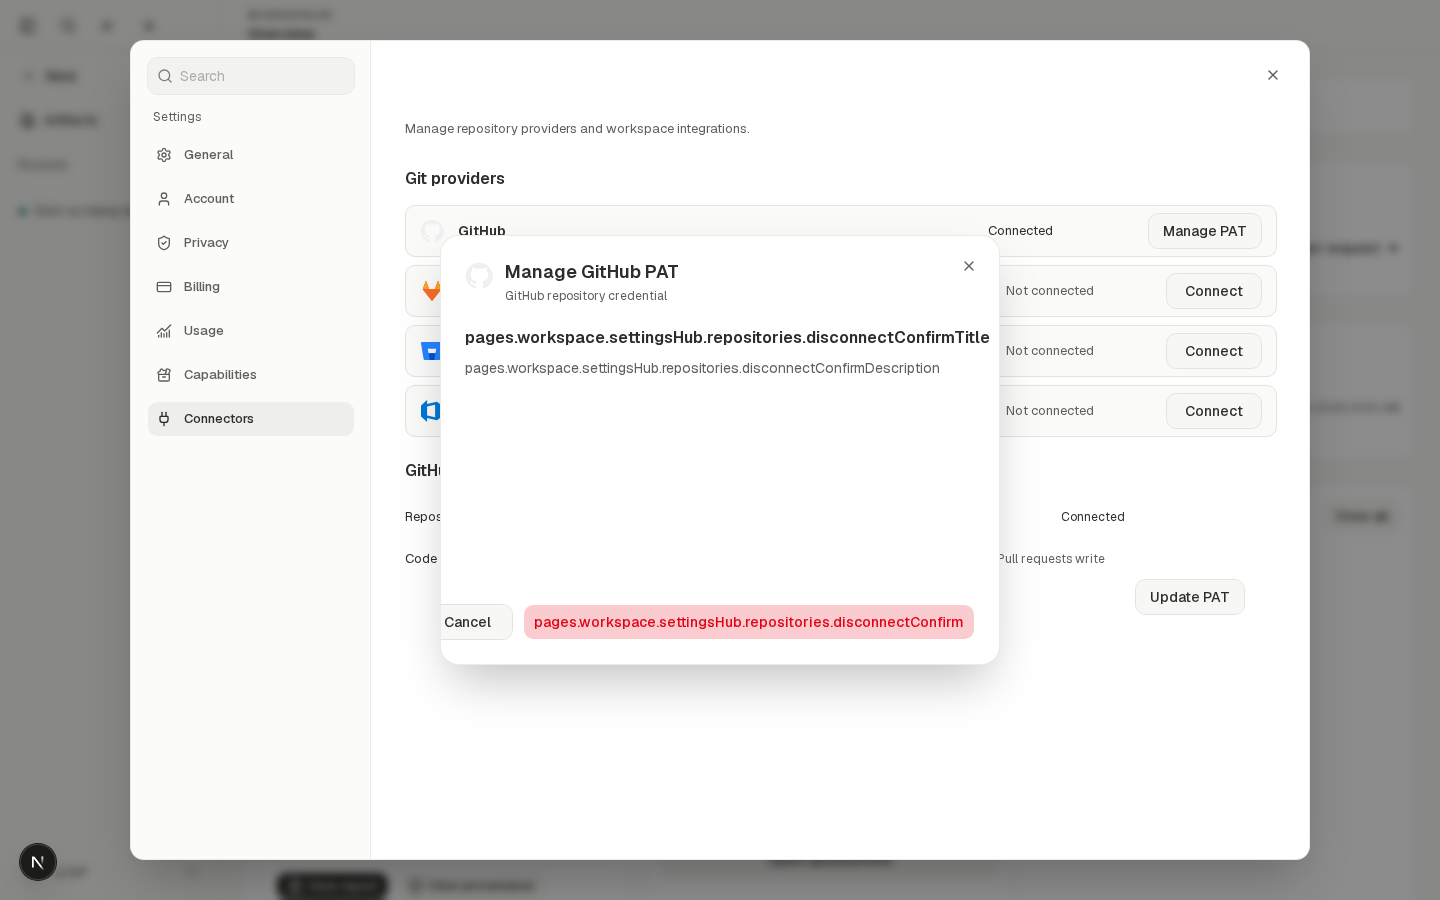 Overview
New
Search
Settings
General
Account
Privacy
Billing
Usage
Capabilities
Connectors
Manage repository providers and workspace integrations.
Git providers
GitHub
Connected
Manage PAT
Not connected
Connect
Not connected
Connect
Not connected
Connect
Connected
Code
Pull requests write
Update PAT
Manage GitHub PAT
GitHub repository credential
pages.workspace.settingsHub.repositories.disconnectConfirmTitle
pages.workspace.settingsHub.repositories.disconnectConfirmDescription
Cancel
pages.workspace.settingsHub.repositories.disconnectConfirm